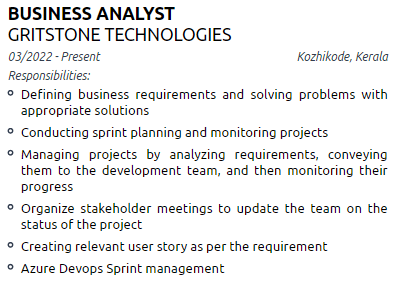 BUSINESS ANALYST
GRITSTONE TECHNOLOGIES
03/2022 - Present Kozhikode, Kerala
Responsibilities:
Defining business requirements and solving problems with
appropriate solutions
Conducting sprint planning and monitoring projects
Managing projects by analyzing requirements, conveying
them to the development team, and then monitoring their
progress
Organize stakeholder meetings to update the team on the
status of the project
Creating relevant user story as per the requirement
Azure Devops Sprint management